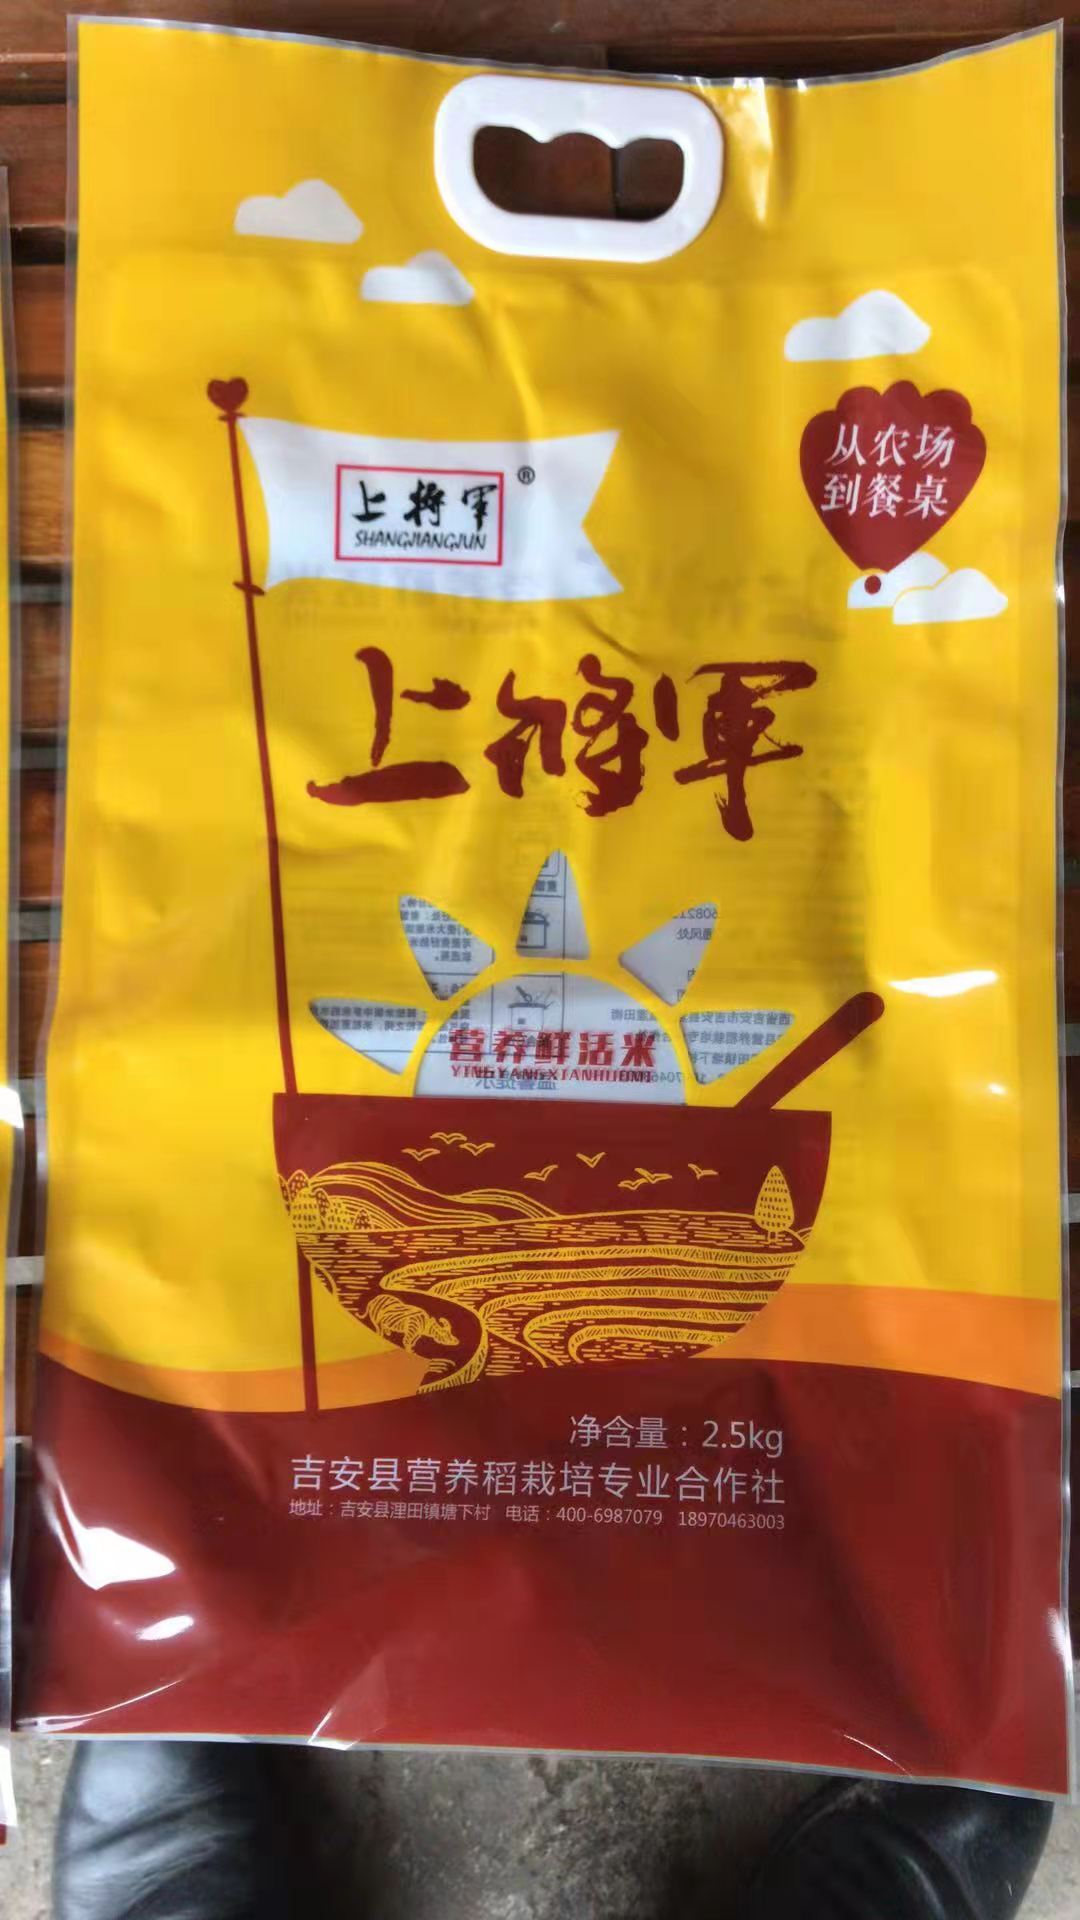 从农场
到餐桌
上将军®
SHANGJIANGJUN
上将军
营养鲜活米
YINGYANGXIANHUOMI
净含量：2.5kg
吉安县营养稻栽培专业合作社
地址：吉安县浬田镇塘下村 电话：400-6987079 18970463003